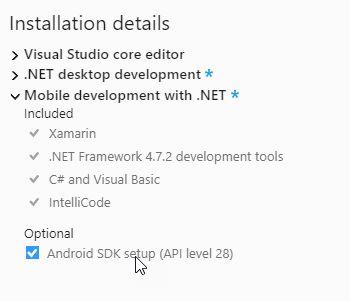 Installation details
Visual Studio core editor
.NET desktop development *
Mobile development with .NET *
Included
Xamarin
.NET Framework 4.7.2 development tools
C# and Visual Basic
IntelliCode
Optional
Android SDK setup (API level 28)